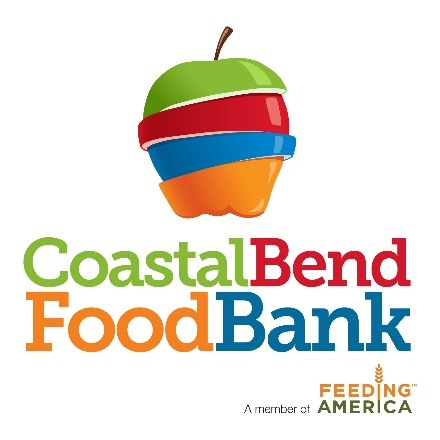 CoastalBend
FoodBank
FEEDING™
A member of AMERICA